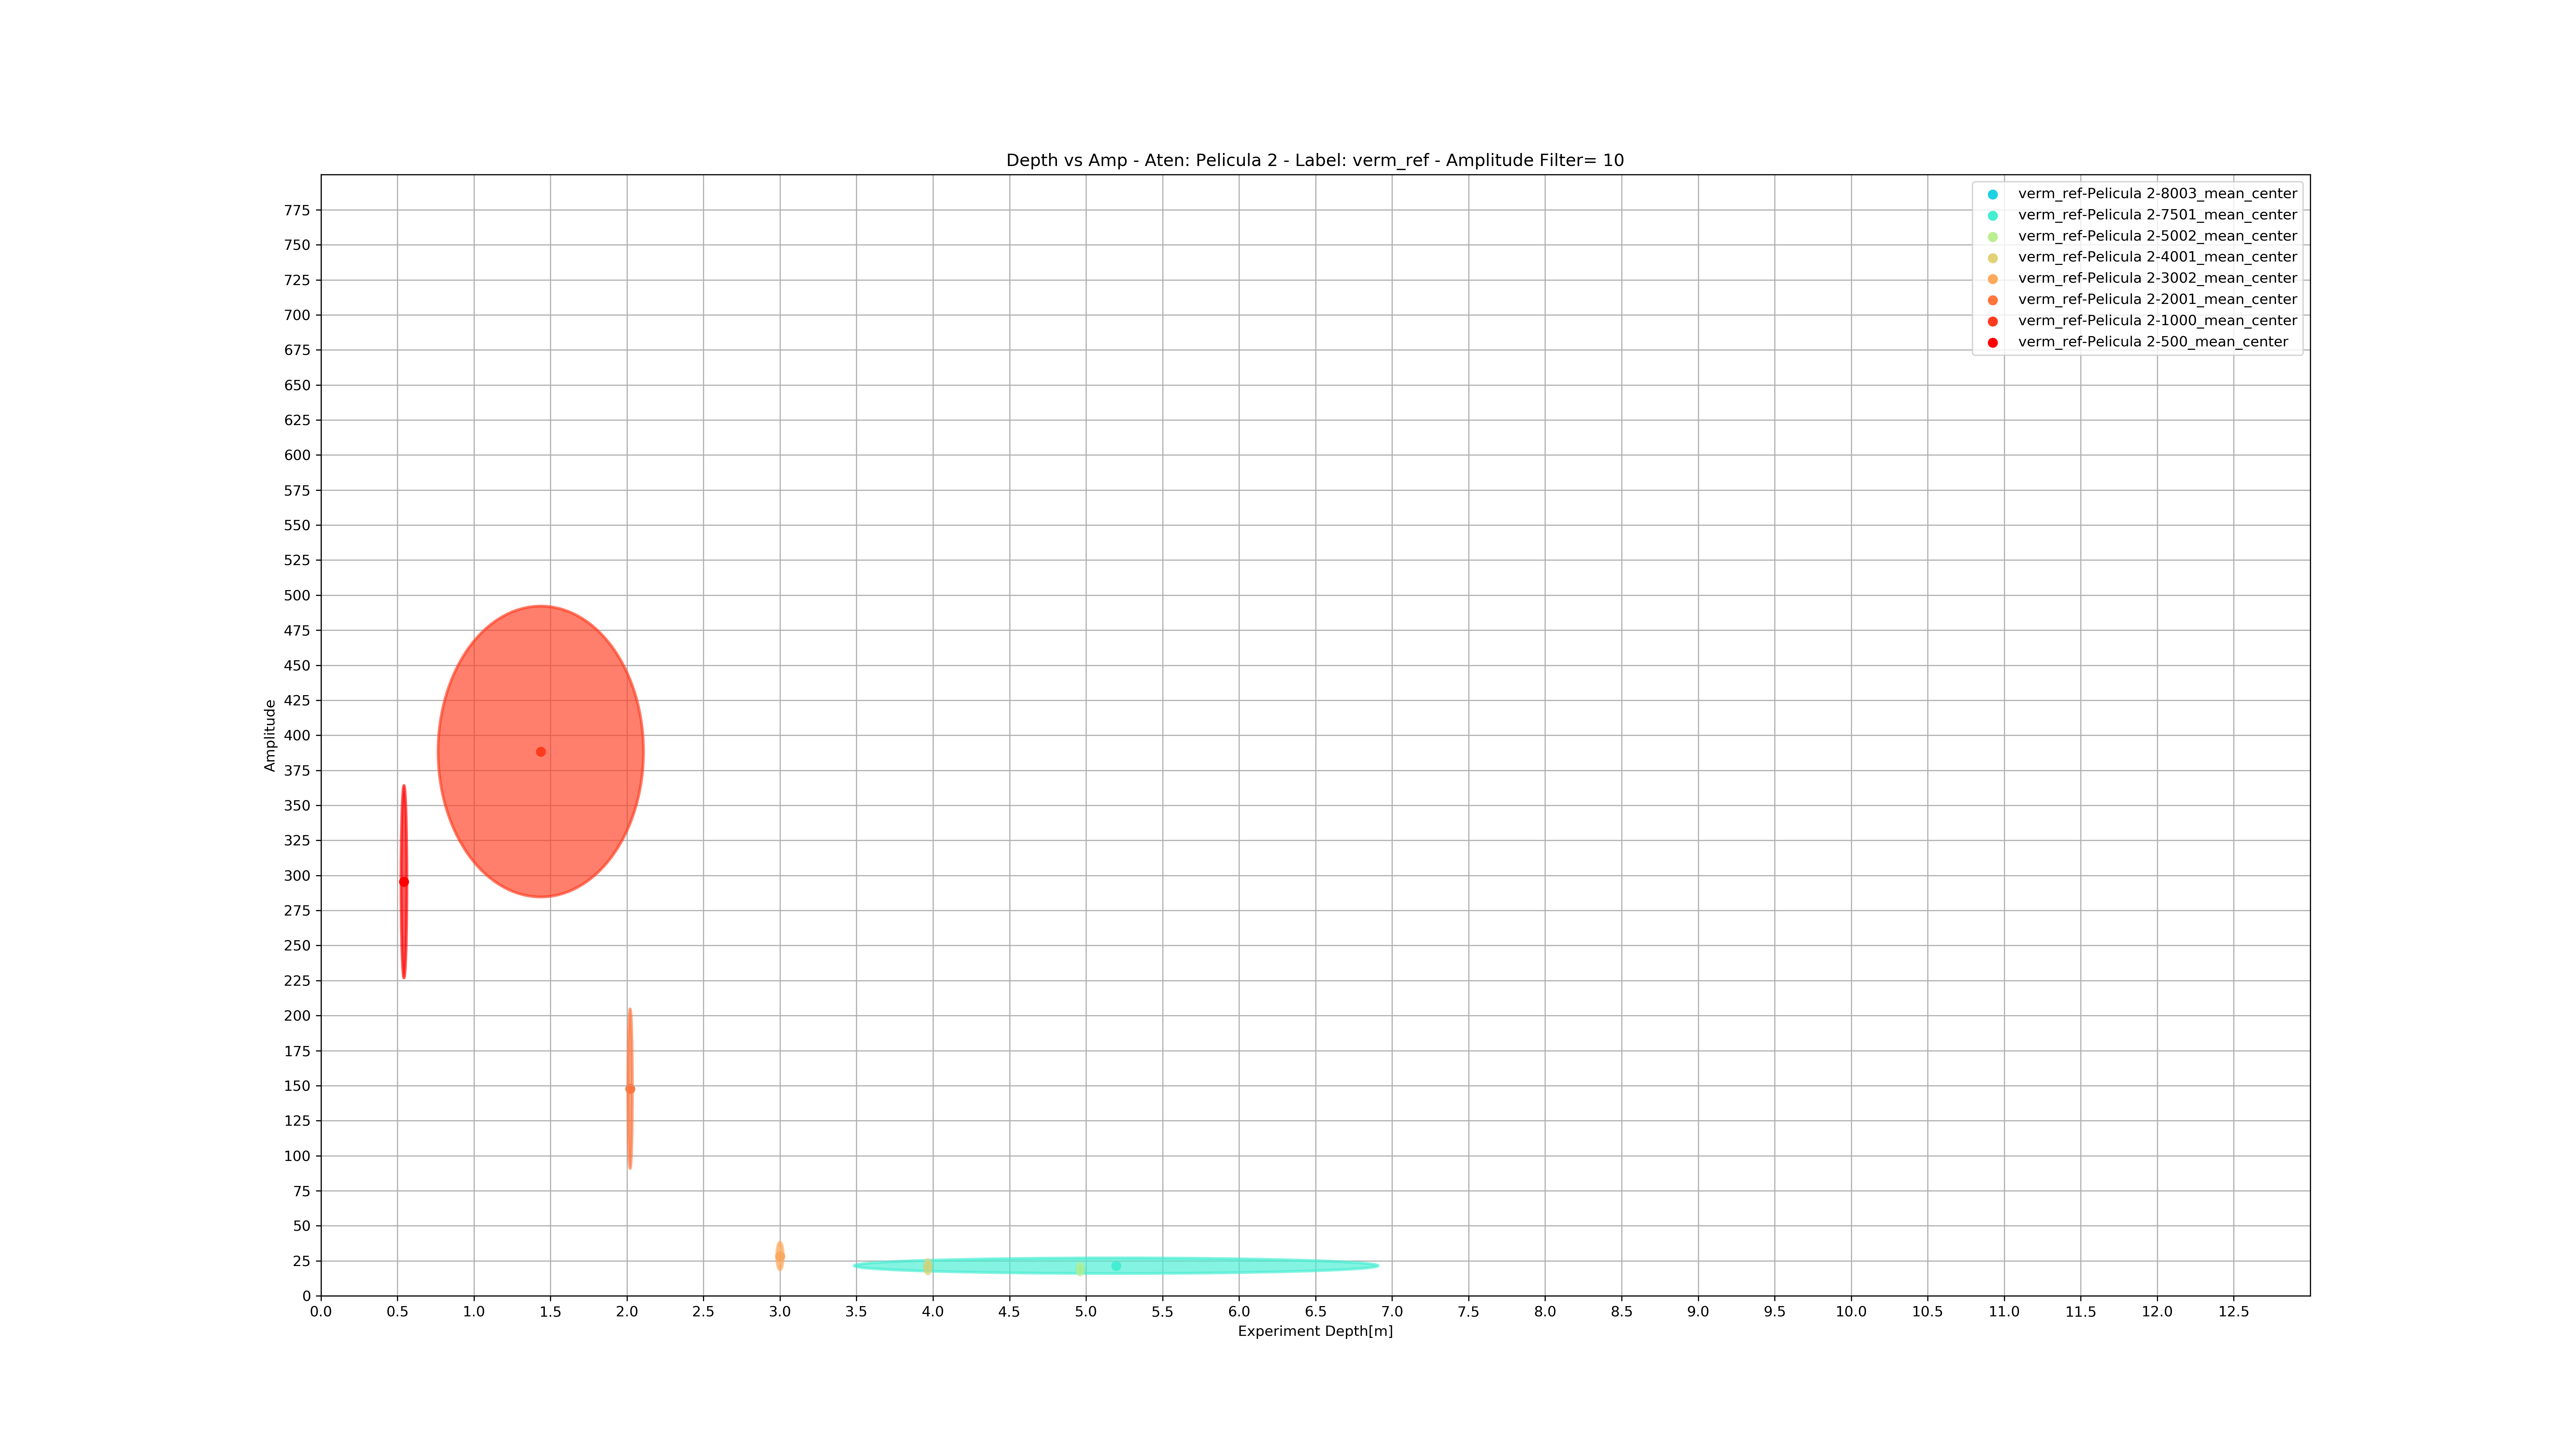 Depth vs Amp - Aten: Pelicula 2 - Label: verm_ref - Amplitude Filter= 10
verm_ref-Pelicula 2-8003_mean_center
verm_ref-Pelicula 2-7501_mean_center
verm_ref-Pelicula 2-5002_mean_center
verm_ref-Pelicula 2-4001_mean_center
verm_ref-Pelicula 2-3002_mean_center
verm_ref-Pelicula 2-2001_mean_center
verm_ref-Pelicula 2-1000_mean_center
verm_ref-Pelicula 2-500_mean_center
Amplitude
775
750
725
700
675
650
625
600
575
550
525
500
475
450
425
400
375
350
325
300
275
250
225
200
175
150
125
100
75
50
25
0
0.0 0.5 1.0 1.5 2.0 2.5 3.0 3.5 4.0 4.5 5.0 5.5 6.0 6.5 7.0 7.5 8.0 8.5 9.0 9.5 10.0 10.5 11.0 11.5 12.0 12.5
Experiment Depth[m]